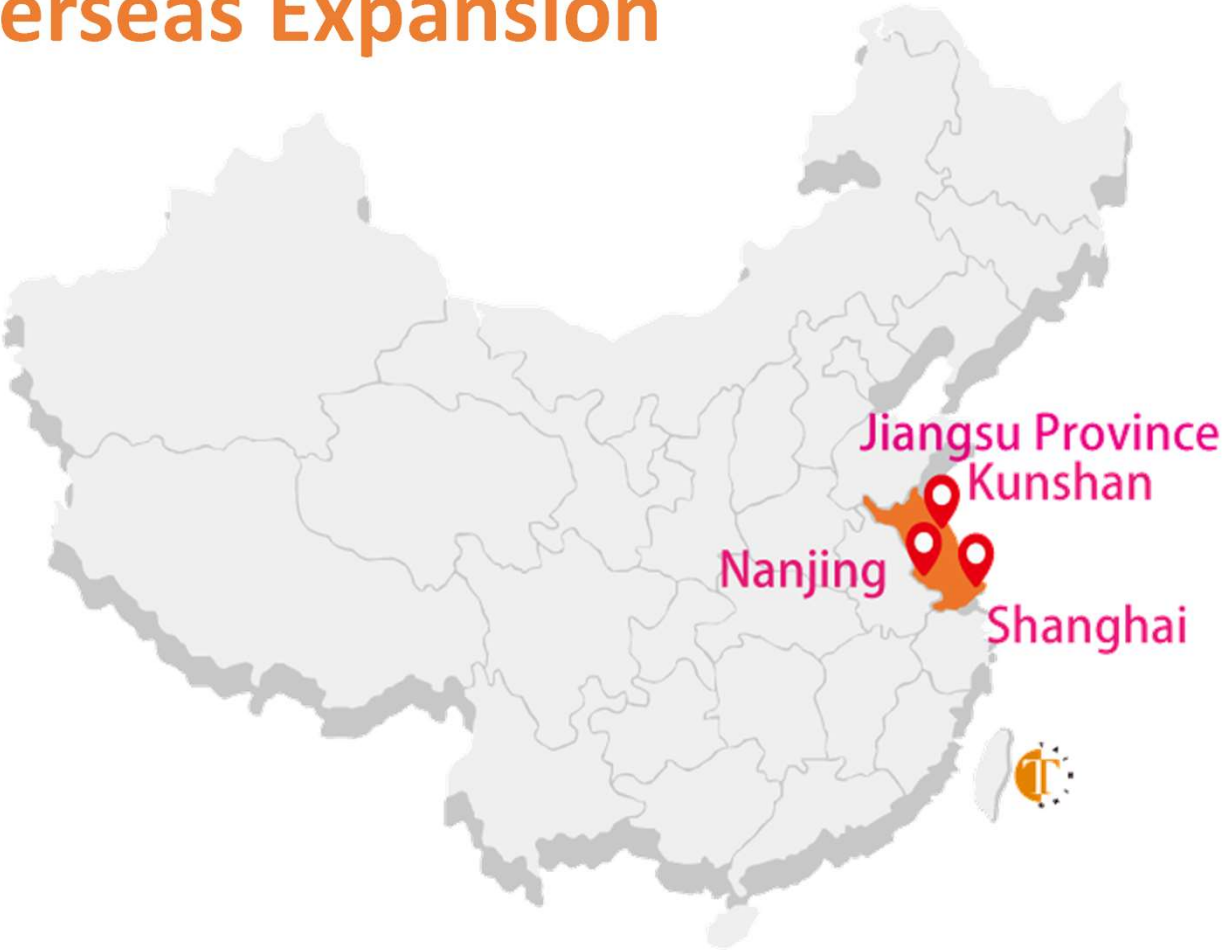 erseas Expansion
Jiangsu Province
Kunshan
Nanjing
Shanghai
T